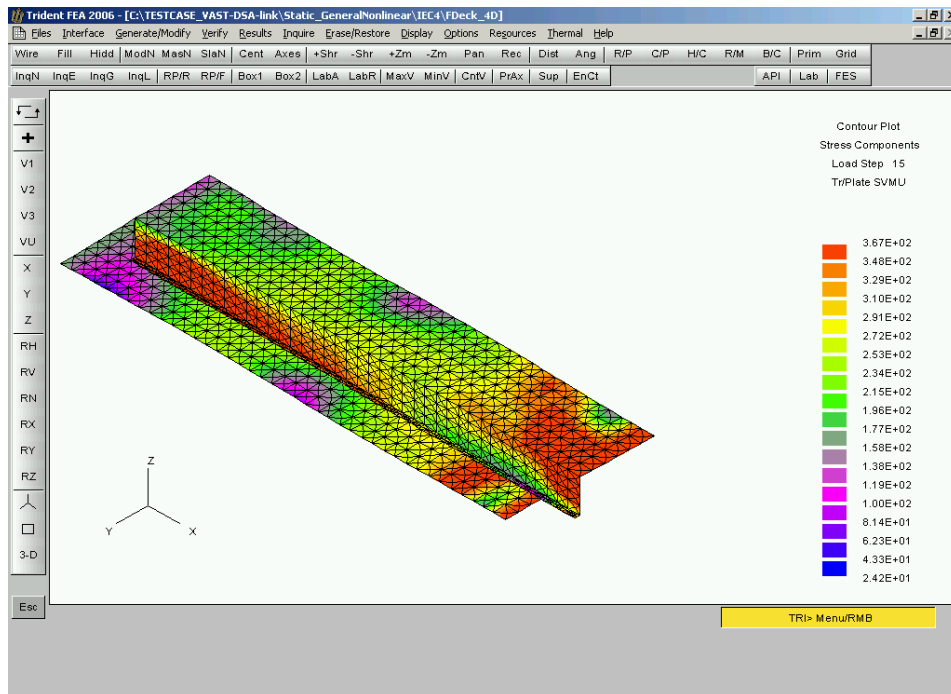 Trident FEA 2006 - [C:\TESTCASE_VAST-DSA-link\Static_GeneralNonlinear\IEC4\FDeck_4D]
Files Interface Generate/Modify Verify Results Inquire Erase/Restore Display Options Resources Thermal Help
Wire Fill Hidd ModN MasN SlaN Cent Axes +Shr -Shr +Zm -Zm Pan Rec Dist Ang R/P C/P H/C R/M B/C Prim Grid
InqN InqE InqG InqL RP/R RP/F Box1 Box2 LabA LabR MaxV MinV CntV PrAx Sup EnCt API Lab FES
V1
V2
V3
VU
X
Y
Z
RH
RV
RN
RX
RY
RZ
3-D
Esc
Contour Plot
Stress Components
Load Step 15
Tr/Plate SVMU
3.67E+02
3.48E+02
3.29E+02
3.10E+02
2.91E+02
2.72E+02
2.53E+02
2.34E+02
2.15E+02
1.96E+02
1.77E+02
1.58E+02
1.38E+02
1.19E+02
1.00E+02
8.14E+01
6.23E+01
4.33E+01
2.42E+01
Z
Y X
TRI> Menu/RMB